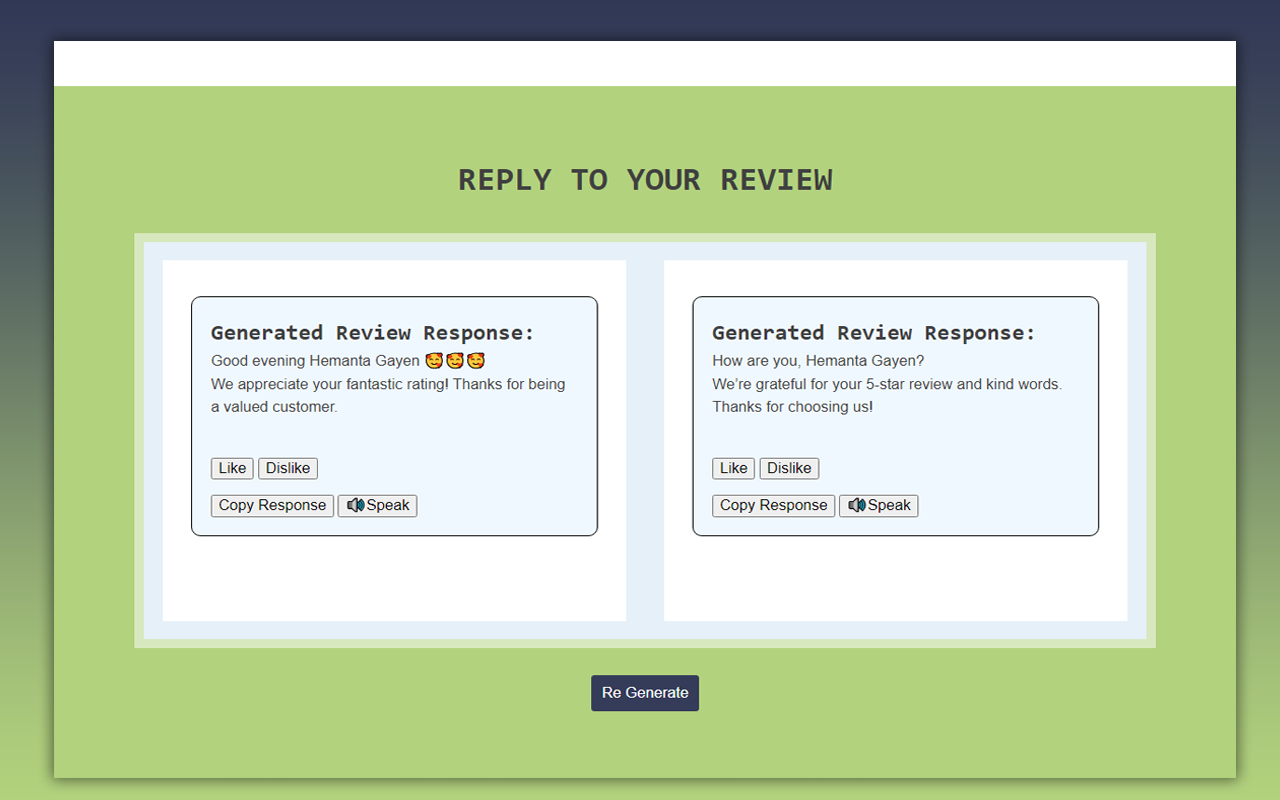 REPLY TO YOUR REVIEW
Generated Review Response:
Good evening Hemanta Gayen 🥰🥰🥰
We appreciate your fantastic rating! Thanks for being
a valued customer.
Like Dislike
Copy Response 🔊Speak
Generated Review Response:
How are you, Hemanta Gayen?
We’re grateful for your 5-star review and kind words.
Thanks for choosing us!
Like Dislike
Copy Response 🔊Speak
Re Generate